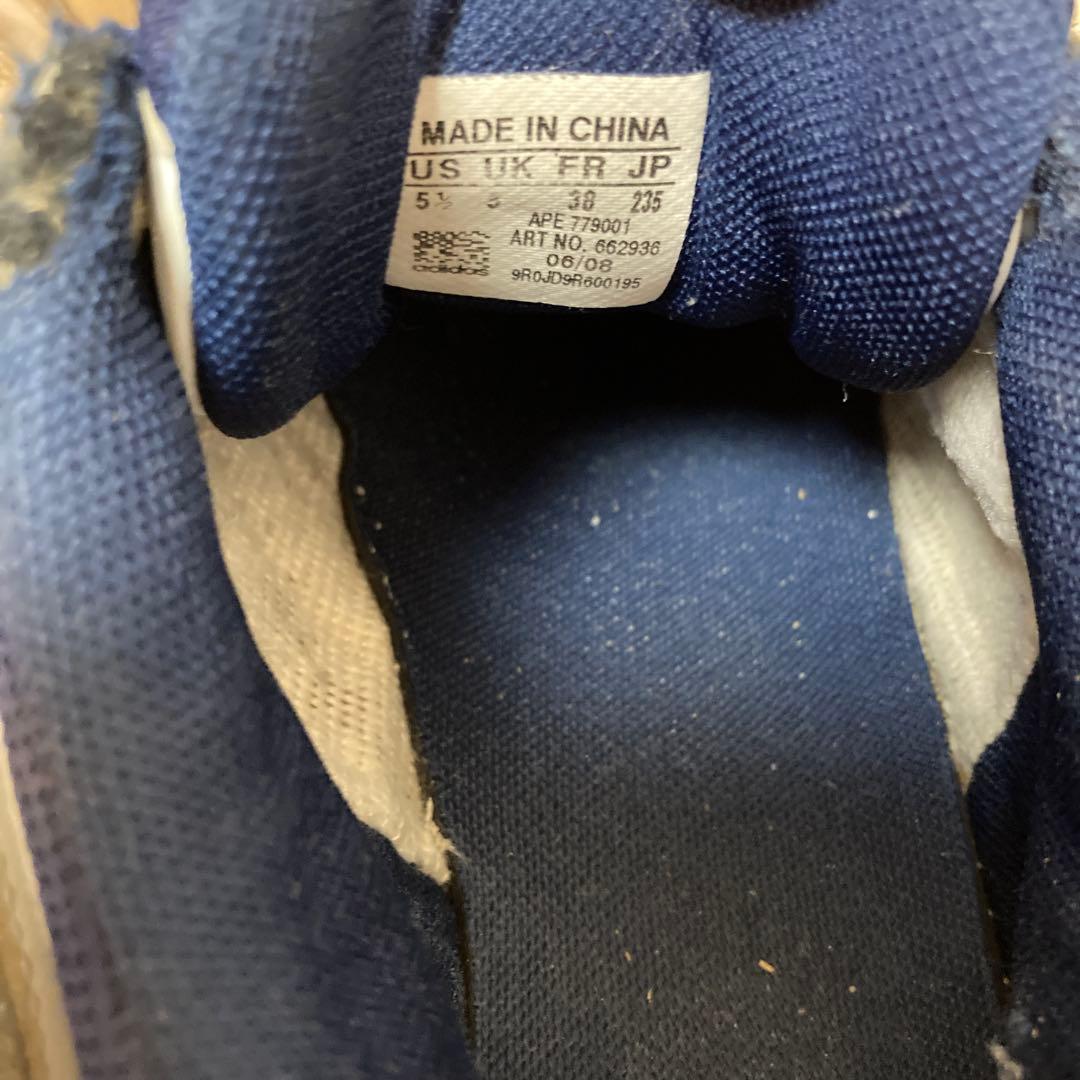 MADE IN CHINA
US UK FR JP
5½ 5 38 235
APE 779001
ART NO. 662936
06/08
adidas
9R0JD9R600195